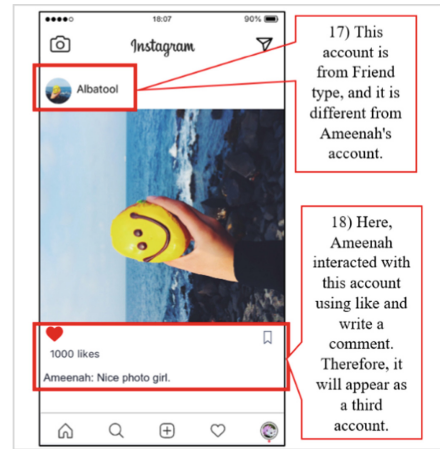 18:07
90%
Instagram
Albatool
17) This
account is
from Friend
type, and it is
different from
Ameenah's
account.
1000 likes
Ameenah: Nice photo girl.
18) Here,
Ameenah
interacted with
this account
using like and
write a
comment.
Therefore, it
will appear as
a third
account.